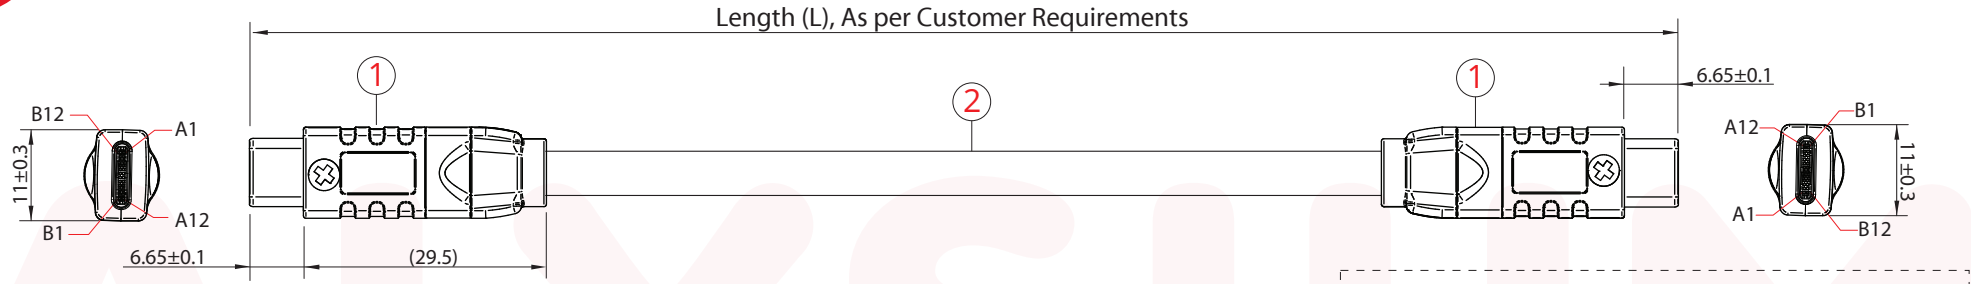 Length (L), As per Customer Requirements
1
1
2
6.65±0.1
B12
A1
11±0.3
A12
B1
6.65±0.1
(29.5)
B1
A12
11±0.3
A1
B12